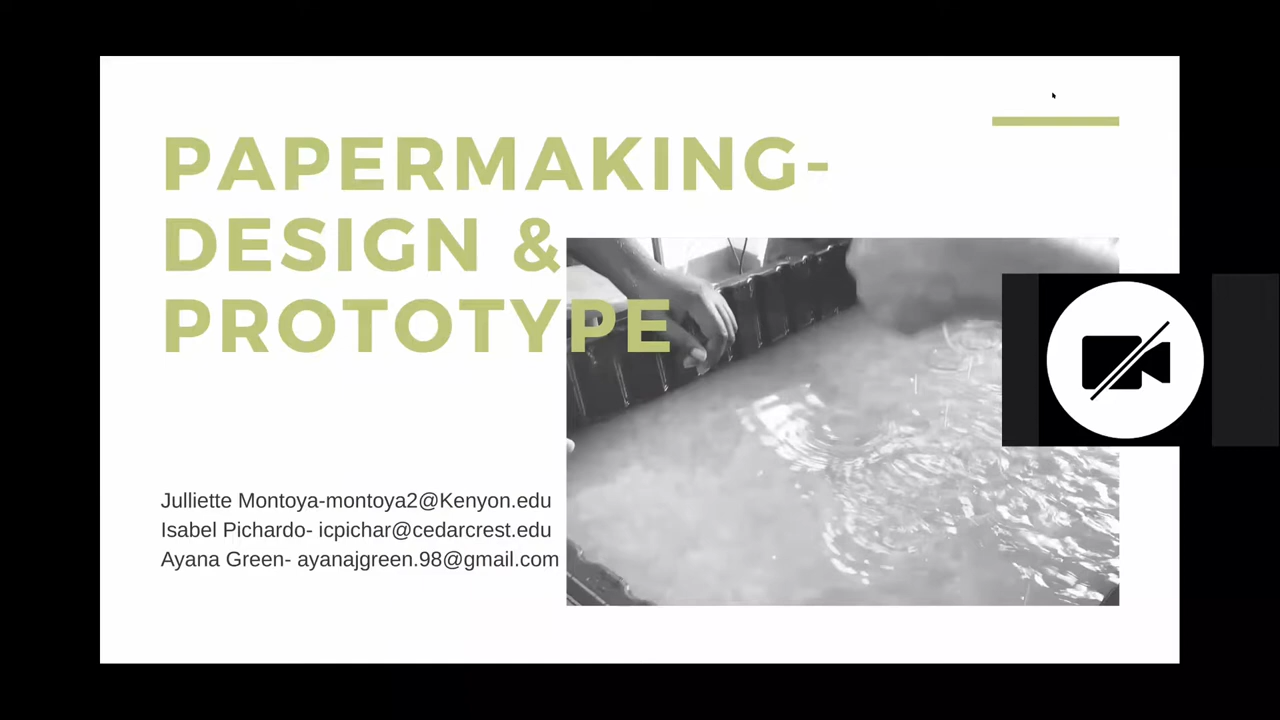 PAPERMAKING-
DESIGN &
PROTOTYPE
Julliette Montoya-montoya2@Kenyon.edu
Isabel Pichardo- icpichar@cedarcrest.edu
Ayana Green- ayanajgreen.98@gmail.com